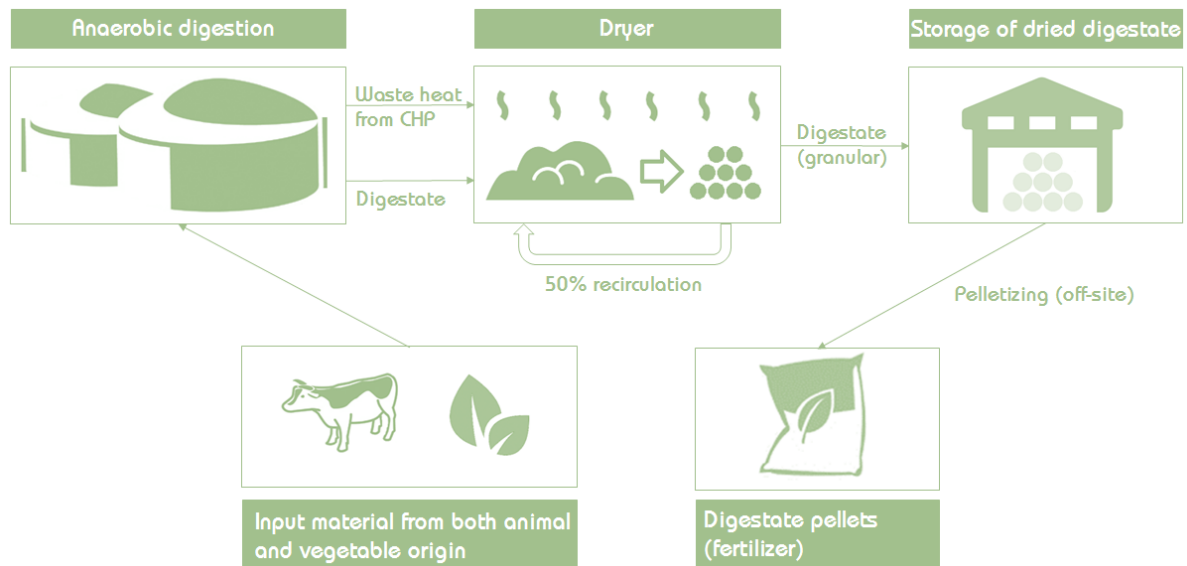 Anaerobic digestion
Dryer
Storage of dried digestate
Waste heat
from CHP
Digestate
Digestate
(granular)
50% recirculation
Pelletizing (off-site)
Input material from both animal
and vegetable origin
Digestate pellets
(fertilizer)